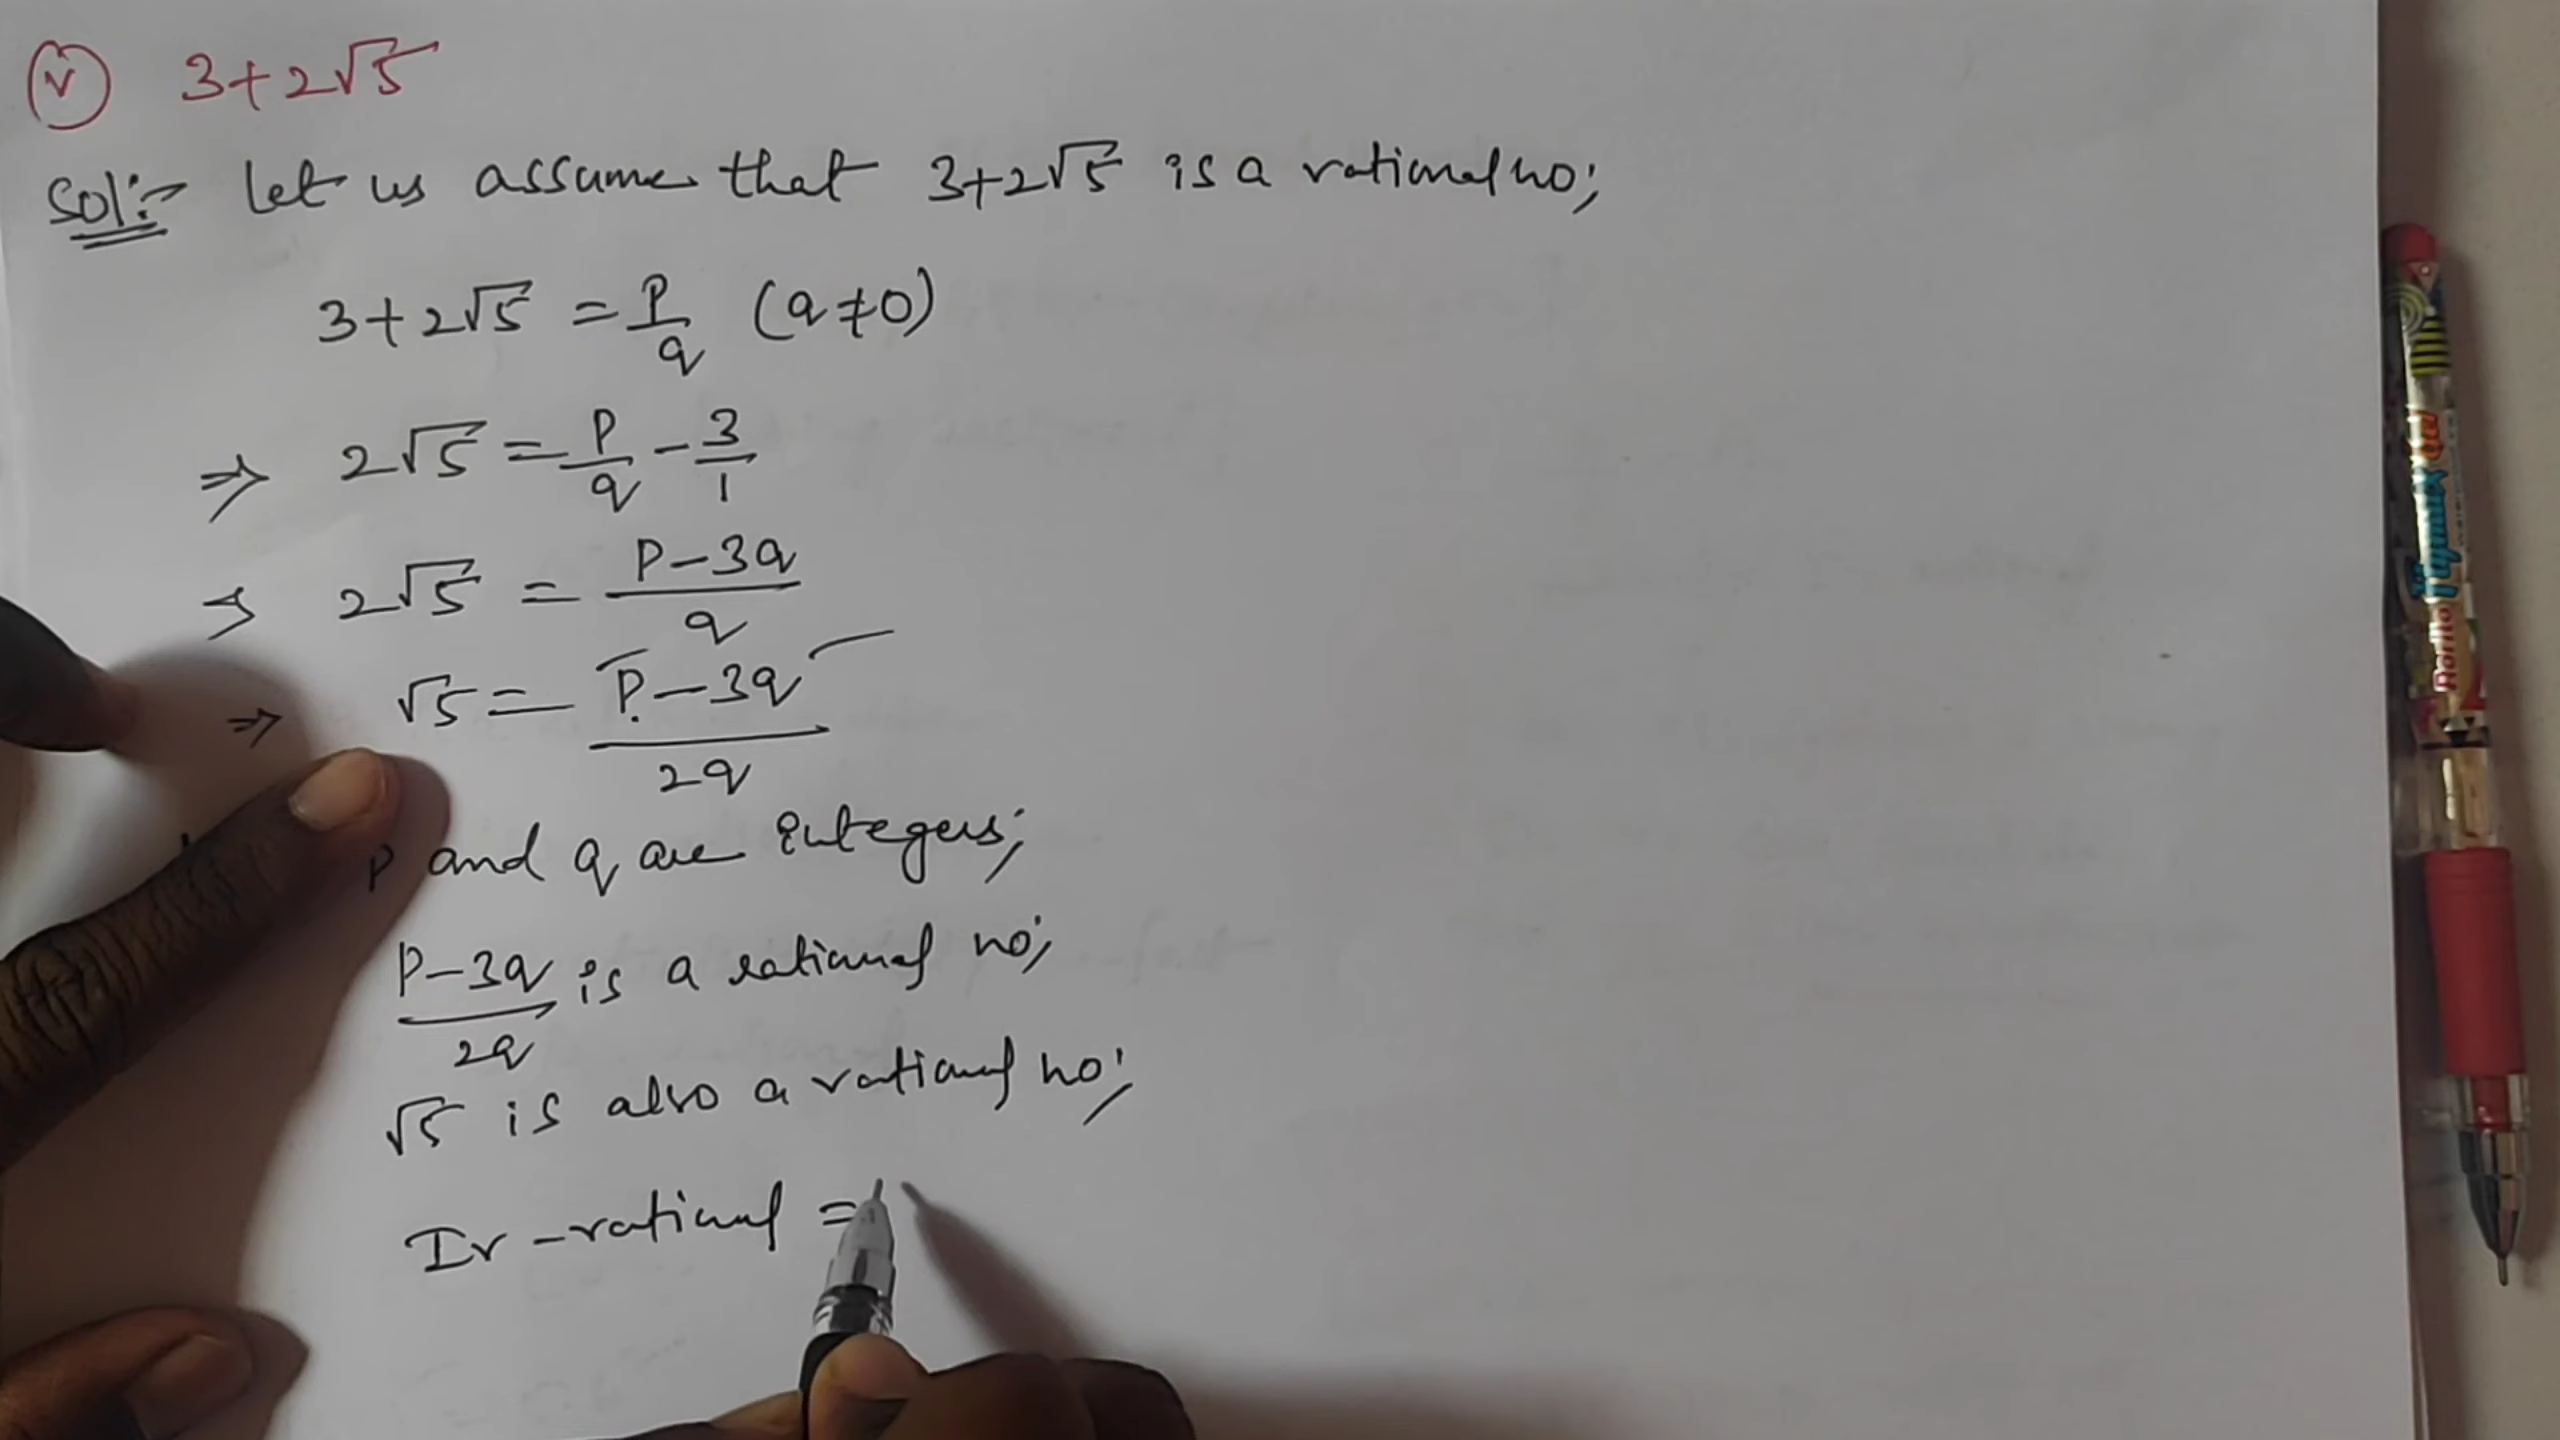 (v) 3+2√5
Sol:- Let us assume that 3+2√5 is a rational no;
3+2√5 = P/q (q≠0)
⇒ 2√5 = P/q - 3/1
⇒ 2√5 = P-3q/q
⇒ √5 = P-3q/2q
P and q are integers;
P-3q/2q is a rational no;
√5 is also a rational no;
Ir-rational =